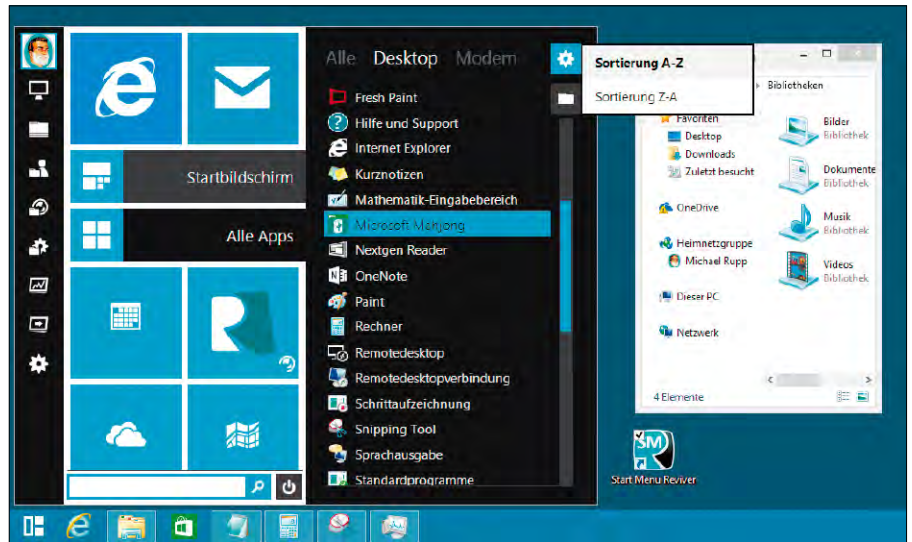 Alle Desktop Modern
Sortierung A-Z
Sortierung Z-A
Startbildschirm
Alle Apps
Fresh Paint
Hilfe und Support
Internet Explorer
Kurznotizen
Mathematik-Eingabebereich
Microsoft Mahjong
Nextgen Reader
OneNote
Paint
Rechner
Remotedesktop
Remotedesktopverbindung
Schrittaufzeichnung
Snipping Tool
Sprachausgabe
Standardprogramme
Bibliotheken
Favoriten
Desktop
Downloads
Zuletzt besucht
OneDrive
Heimnetzgruppe
Michael Rupp
Dieser PC
Netzwerk
Bilder
Bibliothek
Dokumente
Bibliothek
Musik
Bibliothek
Videos
Bibliothek
4 Elemente
SM
Start Menu Reviver